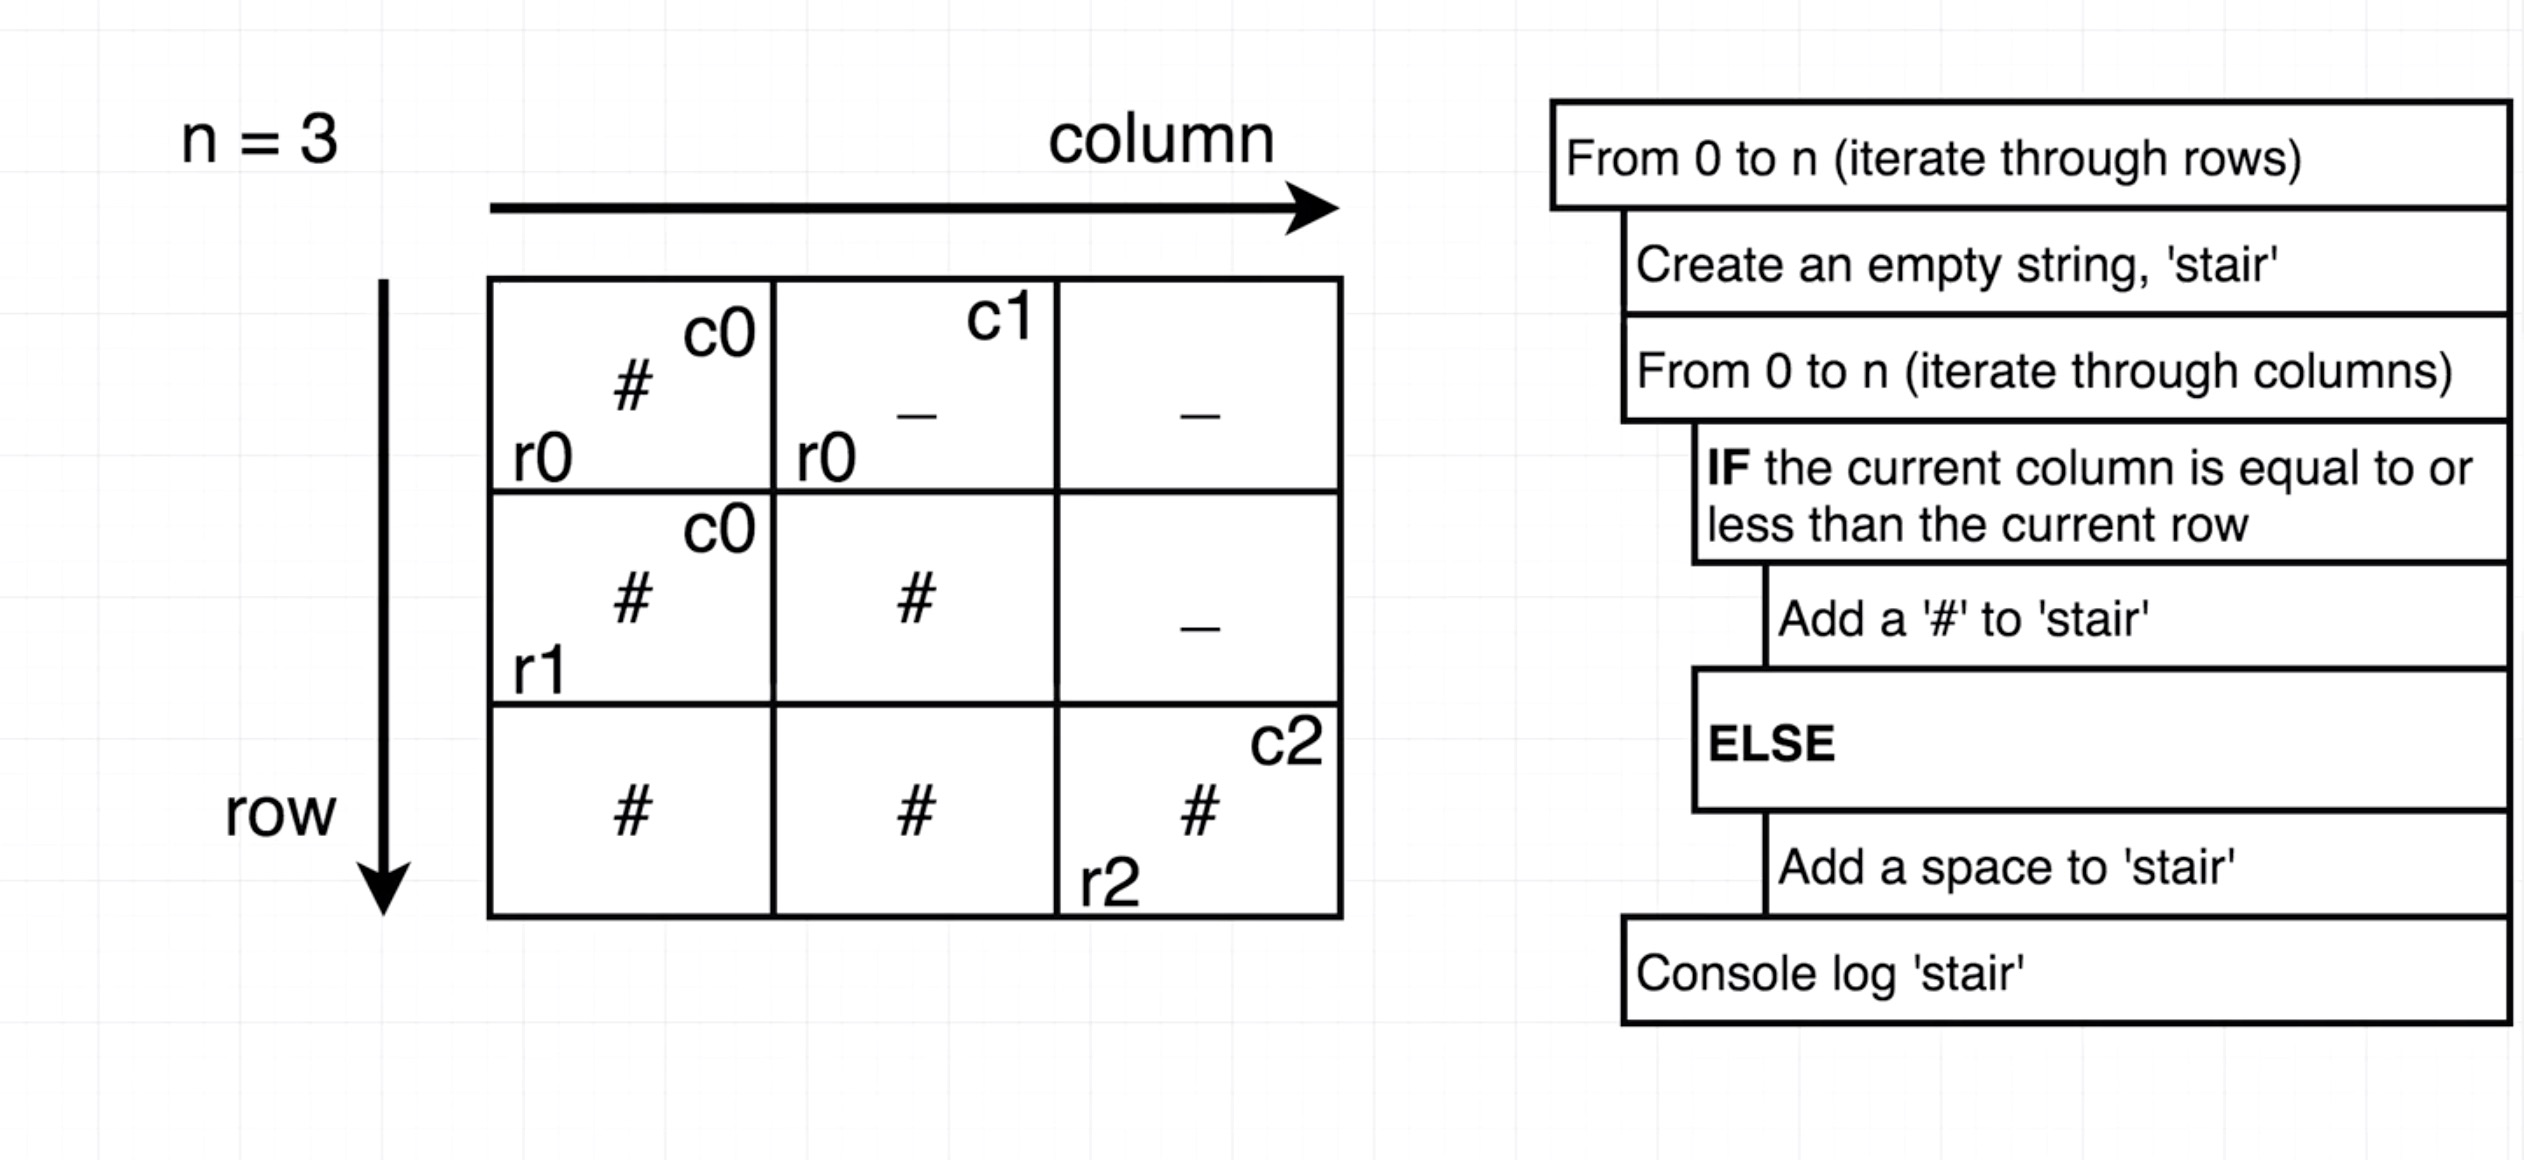 n = 3
column
c0
#
r0
c1
_
r0
_
c0
#
r1
#
_
#
#
c2
#
r2
row
From 0 to n (iterate through rows)
Create an empty string, 'stair'
From 0 to n (iterate through columns)
IF the current column is equal to or
less than the current row
Add a '#' to 'stair'
ELSE
Add a space to 'stair'
Console log 'stair'